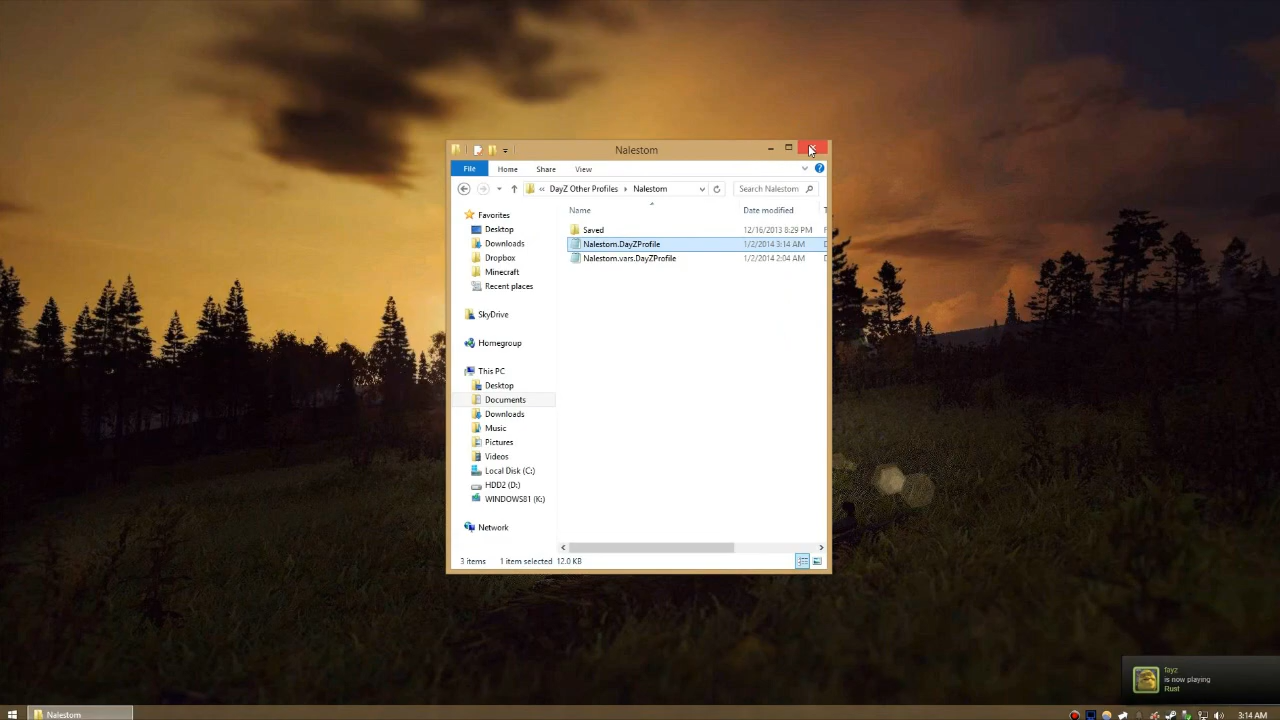 Nalestom
File Home Share View
« DayZ Other Profiles Nalestom Search Nalestom
Name Date modified
Favorites
Desktop
Downloads
Dropbox
Minecraft
Recent places
SkyDrive
Homegroup
This PC
Desktop
Documents
Downloads
Music
Pictures
Videos
Local Disk (C:)
HDD2 (D:)
WINDOWS81 (K:)
Network
Saved 12/16/2013 8:29 PM
Nalestom.DayZProfile 1/2/2014 3:14 AM
Nalestom.vars.DayZProfile 1/2/2014 2:04 AM
3 items 1 item selected 12.0 KB
fayz
is now playing
Rust
Nalestom 3:14 AM